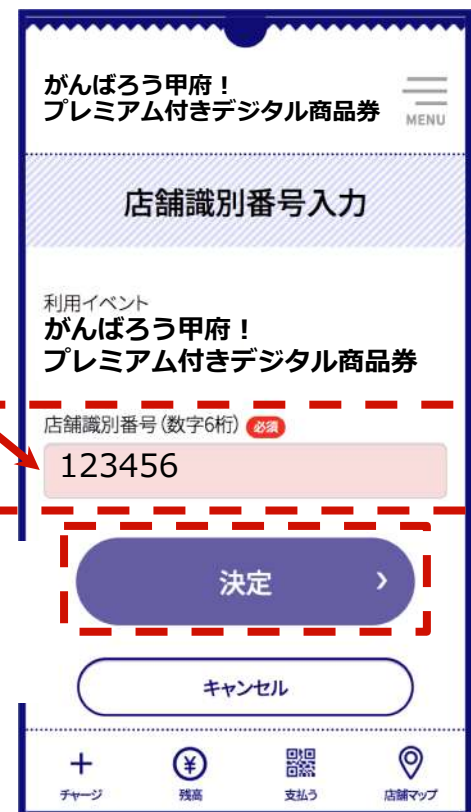 がんばろう甲府！
プレミアム付きデジタル商品券
MENU
店舗識別番号入力
利用イベント
がんばろう甲府！
プレミアム付きデジタル商品券
店舗識別番号（数字6桁） 必須
123456
決定
キャンセル
チャージ 残高 支払う 店舗マップ